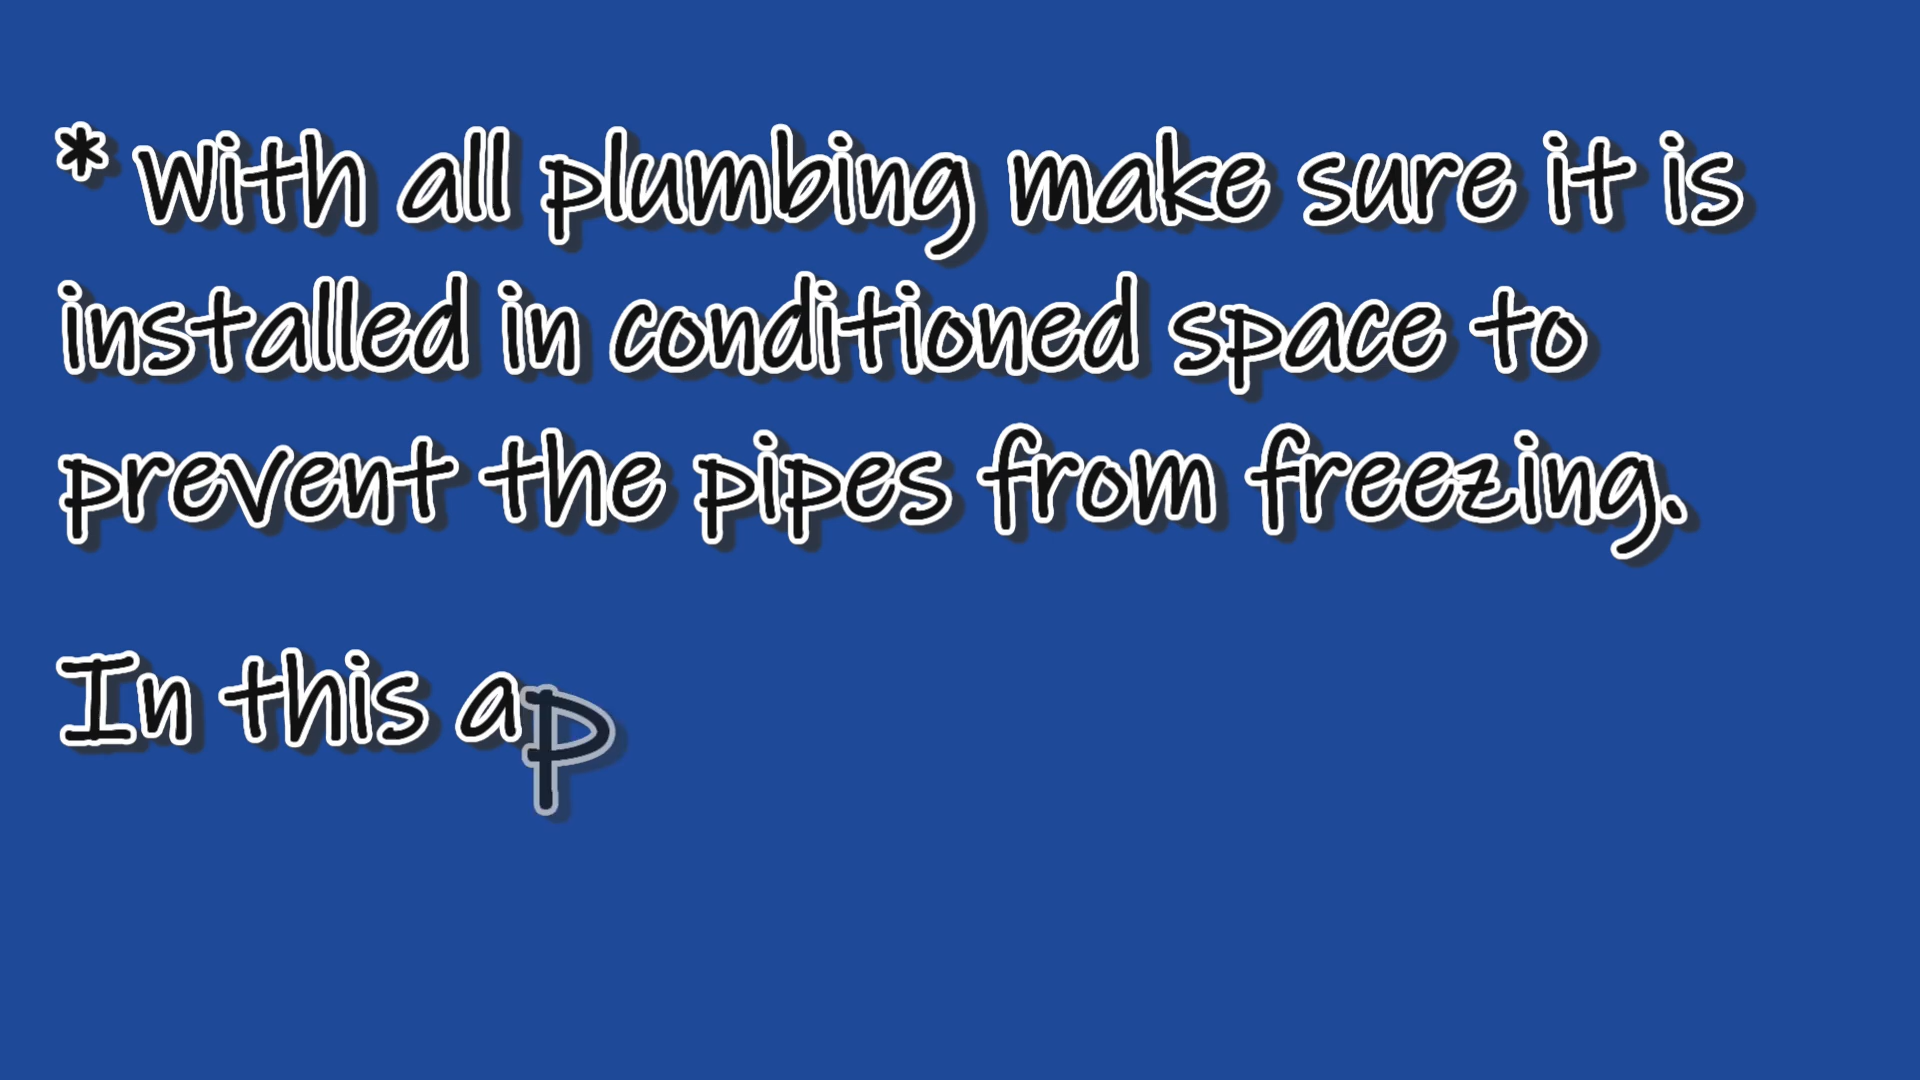 * With all plumbing make sure it is
installed in conditioned space to
prevent the pipes from freezing.
In this ap